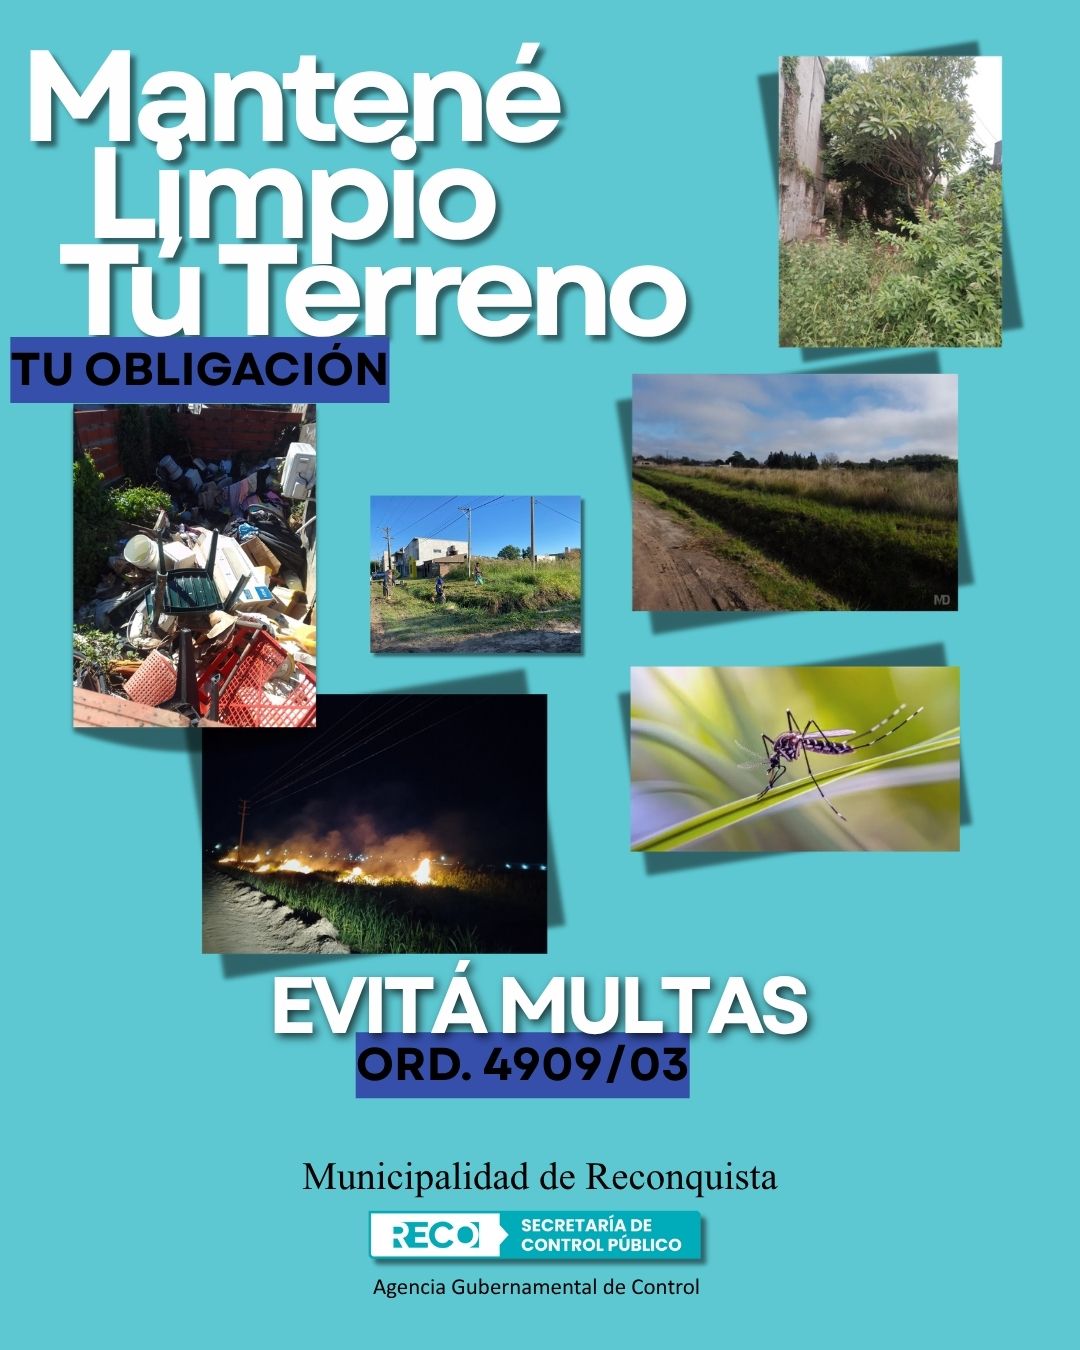 Mantené
Limpio
Tu Terreno
TU OBLIGACIÓN
MD
EVITÁ MULTAS
ORD. 4909/03
Municipalidad de Reconquista
RECO
SECRETARÍA DE
CONTROL PÚBLICO
Agencia Gubernamental de Control